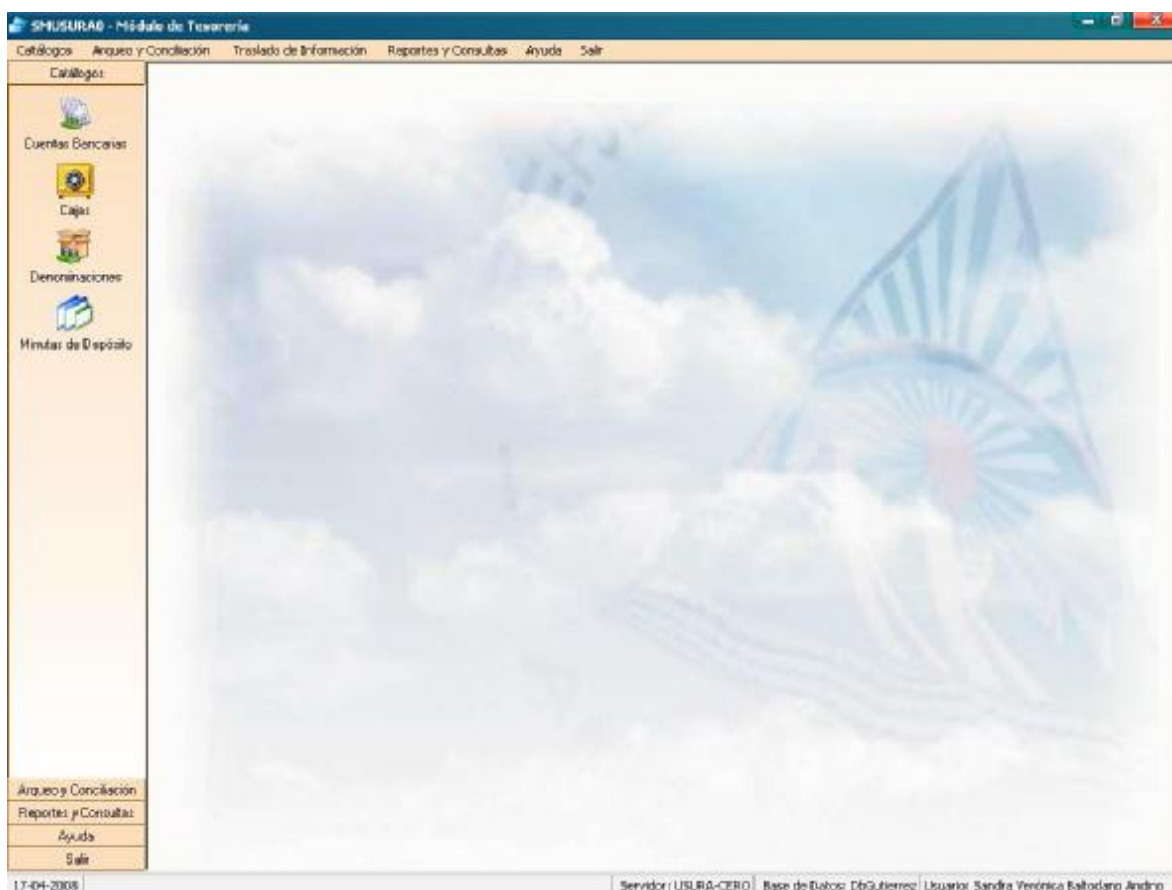 SMUSURA0 - Módulo de Tesorería
Catálogos Arqueo y Conciliación Traslado de Información Reportes y Consultas Ayuda Salir
Catálogos
Cuentas Bancarias
Cajas
Denominaciones
Minutas de Depósito
Arqueo y Conciliación
Reportes y Consultas
Ayuda
Salir
17-04-2008 Servidor: USURA-CERO Base de Datos: DbGutierrez Usuario: Sandra Verónica Baltodano Andino